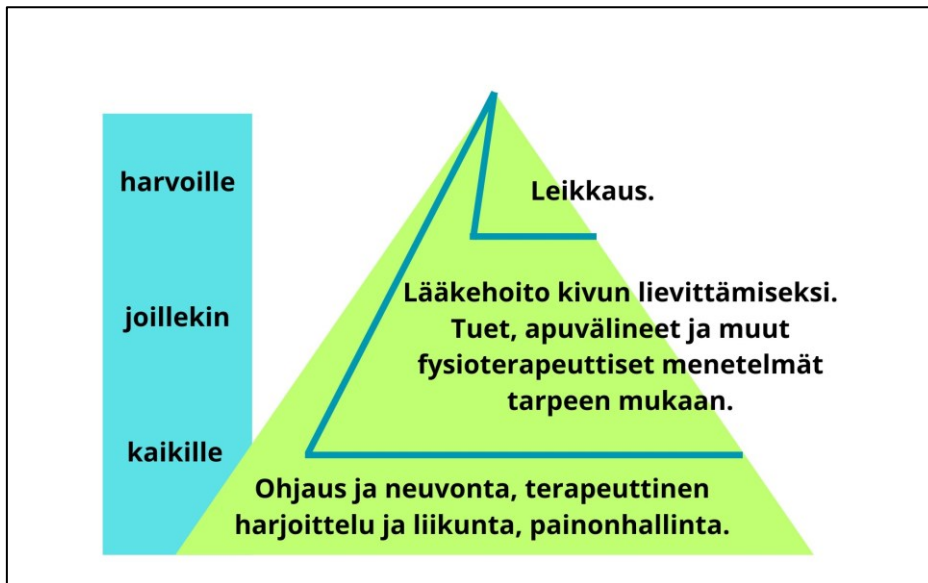 harvoille
Leikkaus.
joillekin
Lääkehoito kivun lievittämiseksi.
Tuet, apuvälineet ja muut
fysioterapeuttiset menetelmät
tarpeen mukaan.
kaikille
Ohjaus ja neuvonta, terapeuttinen
harjoittelu ja liikunta, painonhallinta.